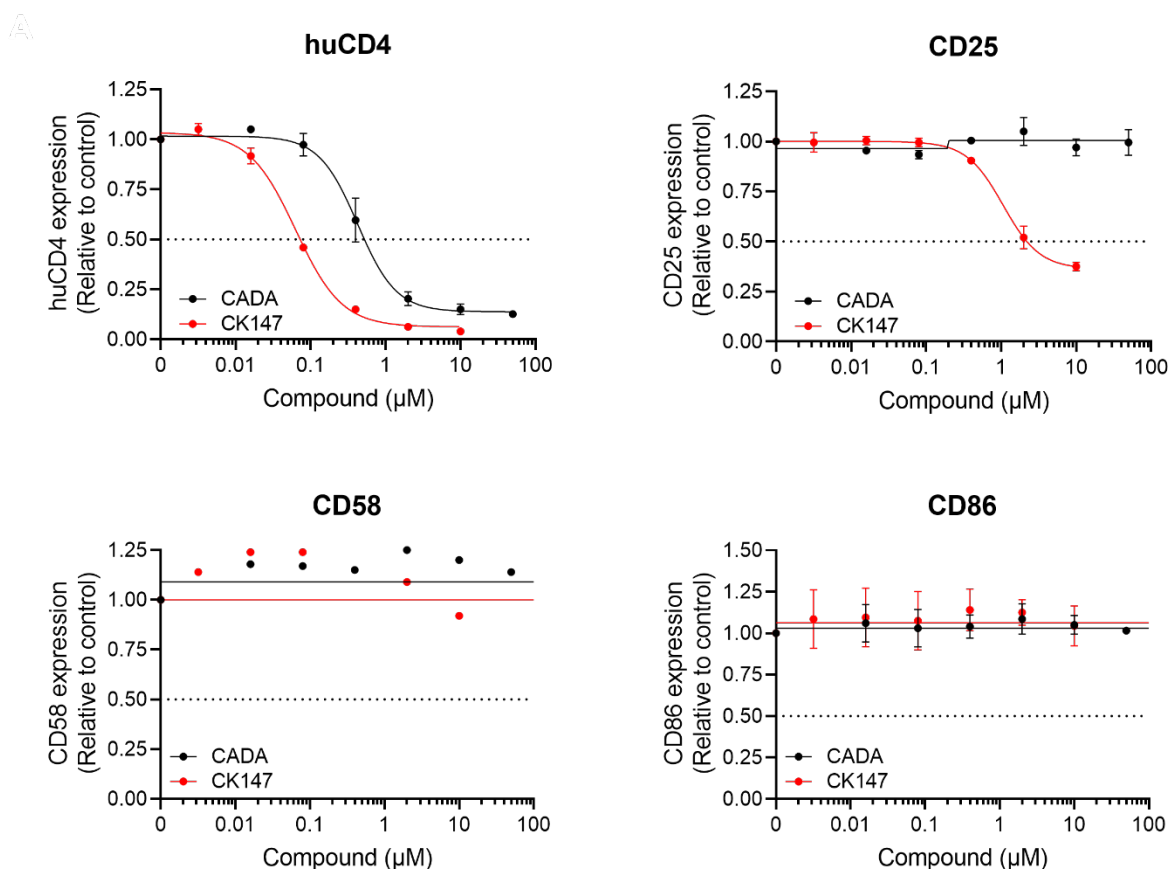 A
huCD4
huCD4 expression
(Relative to control)
1.25
1.00
0.75
0.50
0.25
0.00
CADA
CK147
0 0.01 0.1 1 10 100
Compound (µM)
CD25
CD25 expression
(Relative to control)
1.25
1.00
0.75
0.50
0.25
0.00
CADA
CK147
0 0.01 0.1 1 10 100
Compound (µM)
CD58
CD58 expression
(Relative to control)
1.25
1.00
0.75
0.50
0.25
0.00
CADA
CK147
0 0.01 0.1 1 10 100
Compound (µM)
CD86
CD86 expression
(Relative to control)
1.50
1.25
1.00
0.75
0.50
0.25
0.00
CADA
CK147
0 0.01 0.1 1 10 100
Compound (µM)